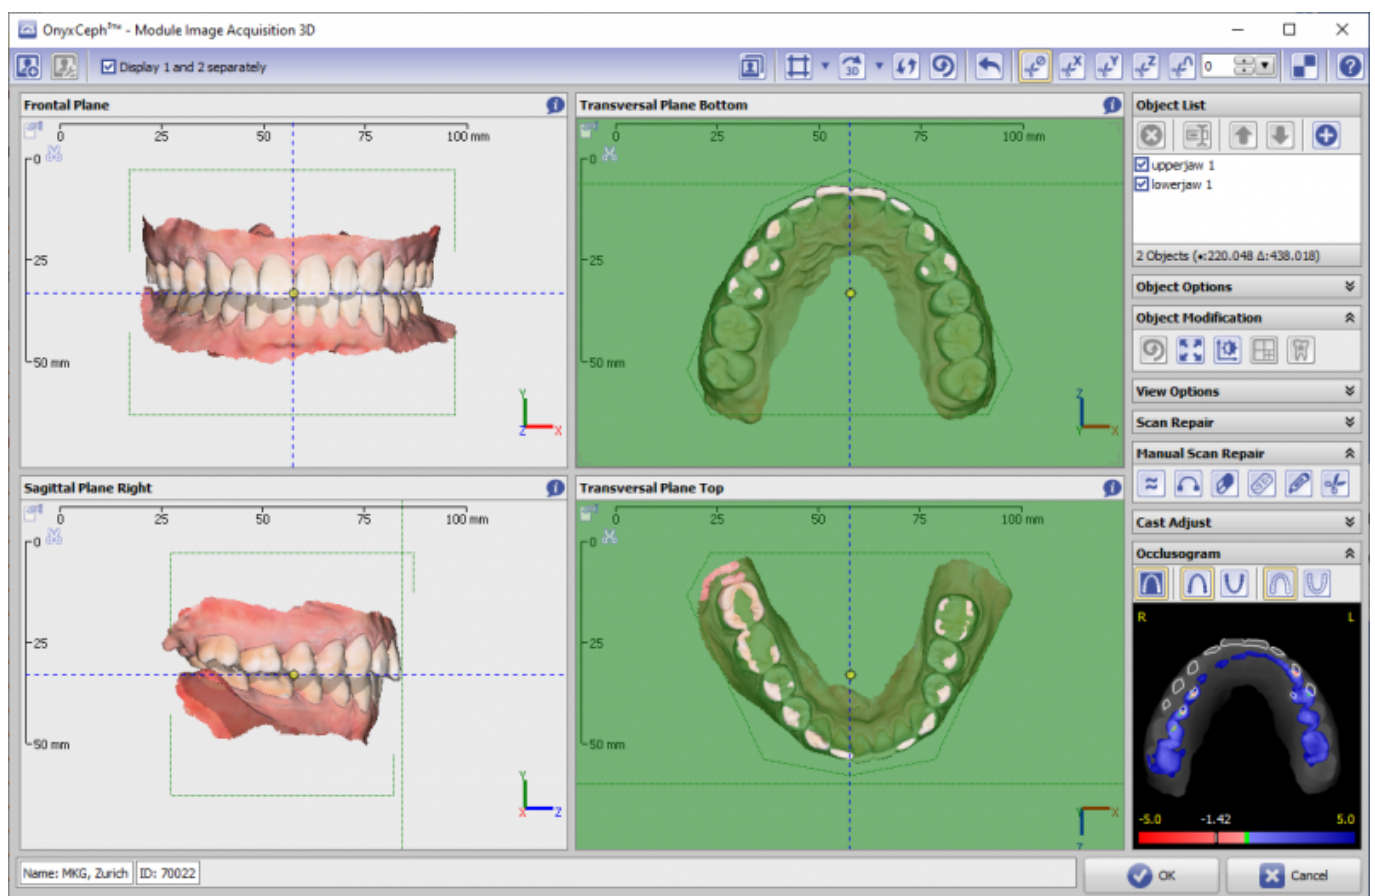 OnyxCeph³™ - Module Image Acquisition 3D
Display 1 and 2 separately
3D
X
Y
Z
0
Frontal Plane
0 25 50 75 100 mm
0
25
50 mm
Y
Z X
Transversal Plane Bottom
0 25 50 75 100 mm
0
25
50 mm
Z
Y X
Sagittal Plane Right
0 25 50 75 100 mm
0
25
50 mm
Y
X Z
Transversal Plane Top
0 25 50 75 100 mm
0
25
50 mm
Y X
Z
Object List
upperjaw 1
lowerjaw 1
2 Objects (•:220.048 Δ:438.018)
Object Options
Object Modification
View Options
Scan Repair
Manual Scan Repair
Cast Adjust
Occlusogram
R L
-5.0 -1.42 5.0
Name: MKG, Zurich ID: 70022
OK Cancel